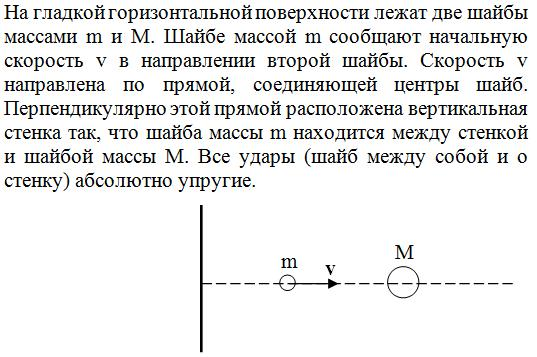 На гладкой горизонтальной поверхности лежат две шайбы
массами m и M. Шайбе массой m сообщают начальную
скорость v в направлении второй шайбы. Скорость v
направлена по прямой, соединяющей центры шайб.
Перпендикулярно этой прямой расположена вертикальная
стенка так, что шайба массы m находится между стенкой
и шайбой массы M. Все удары (шайб между собой и о
стенку) абсолютно упругие.
m v M